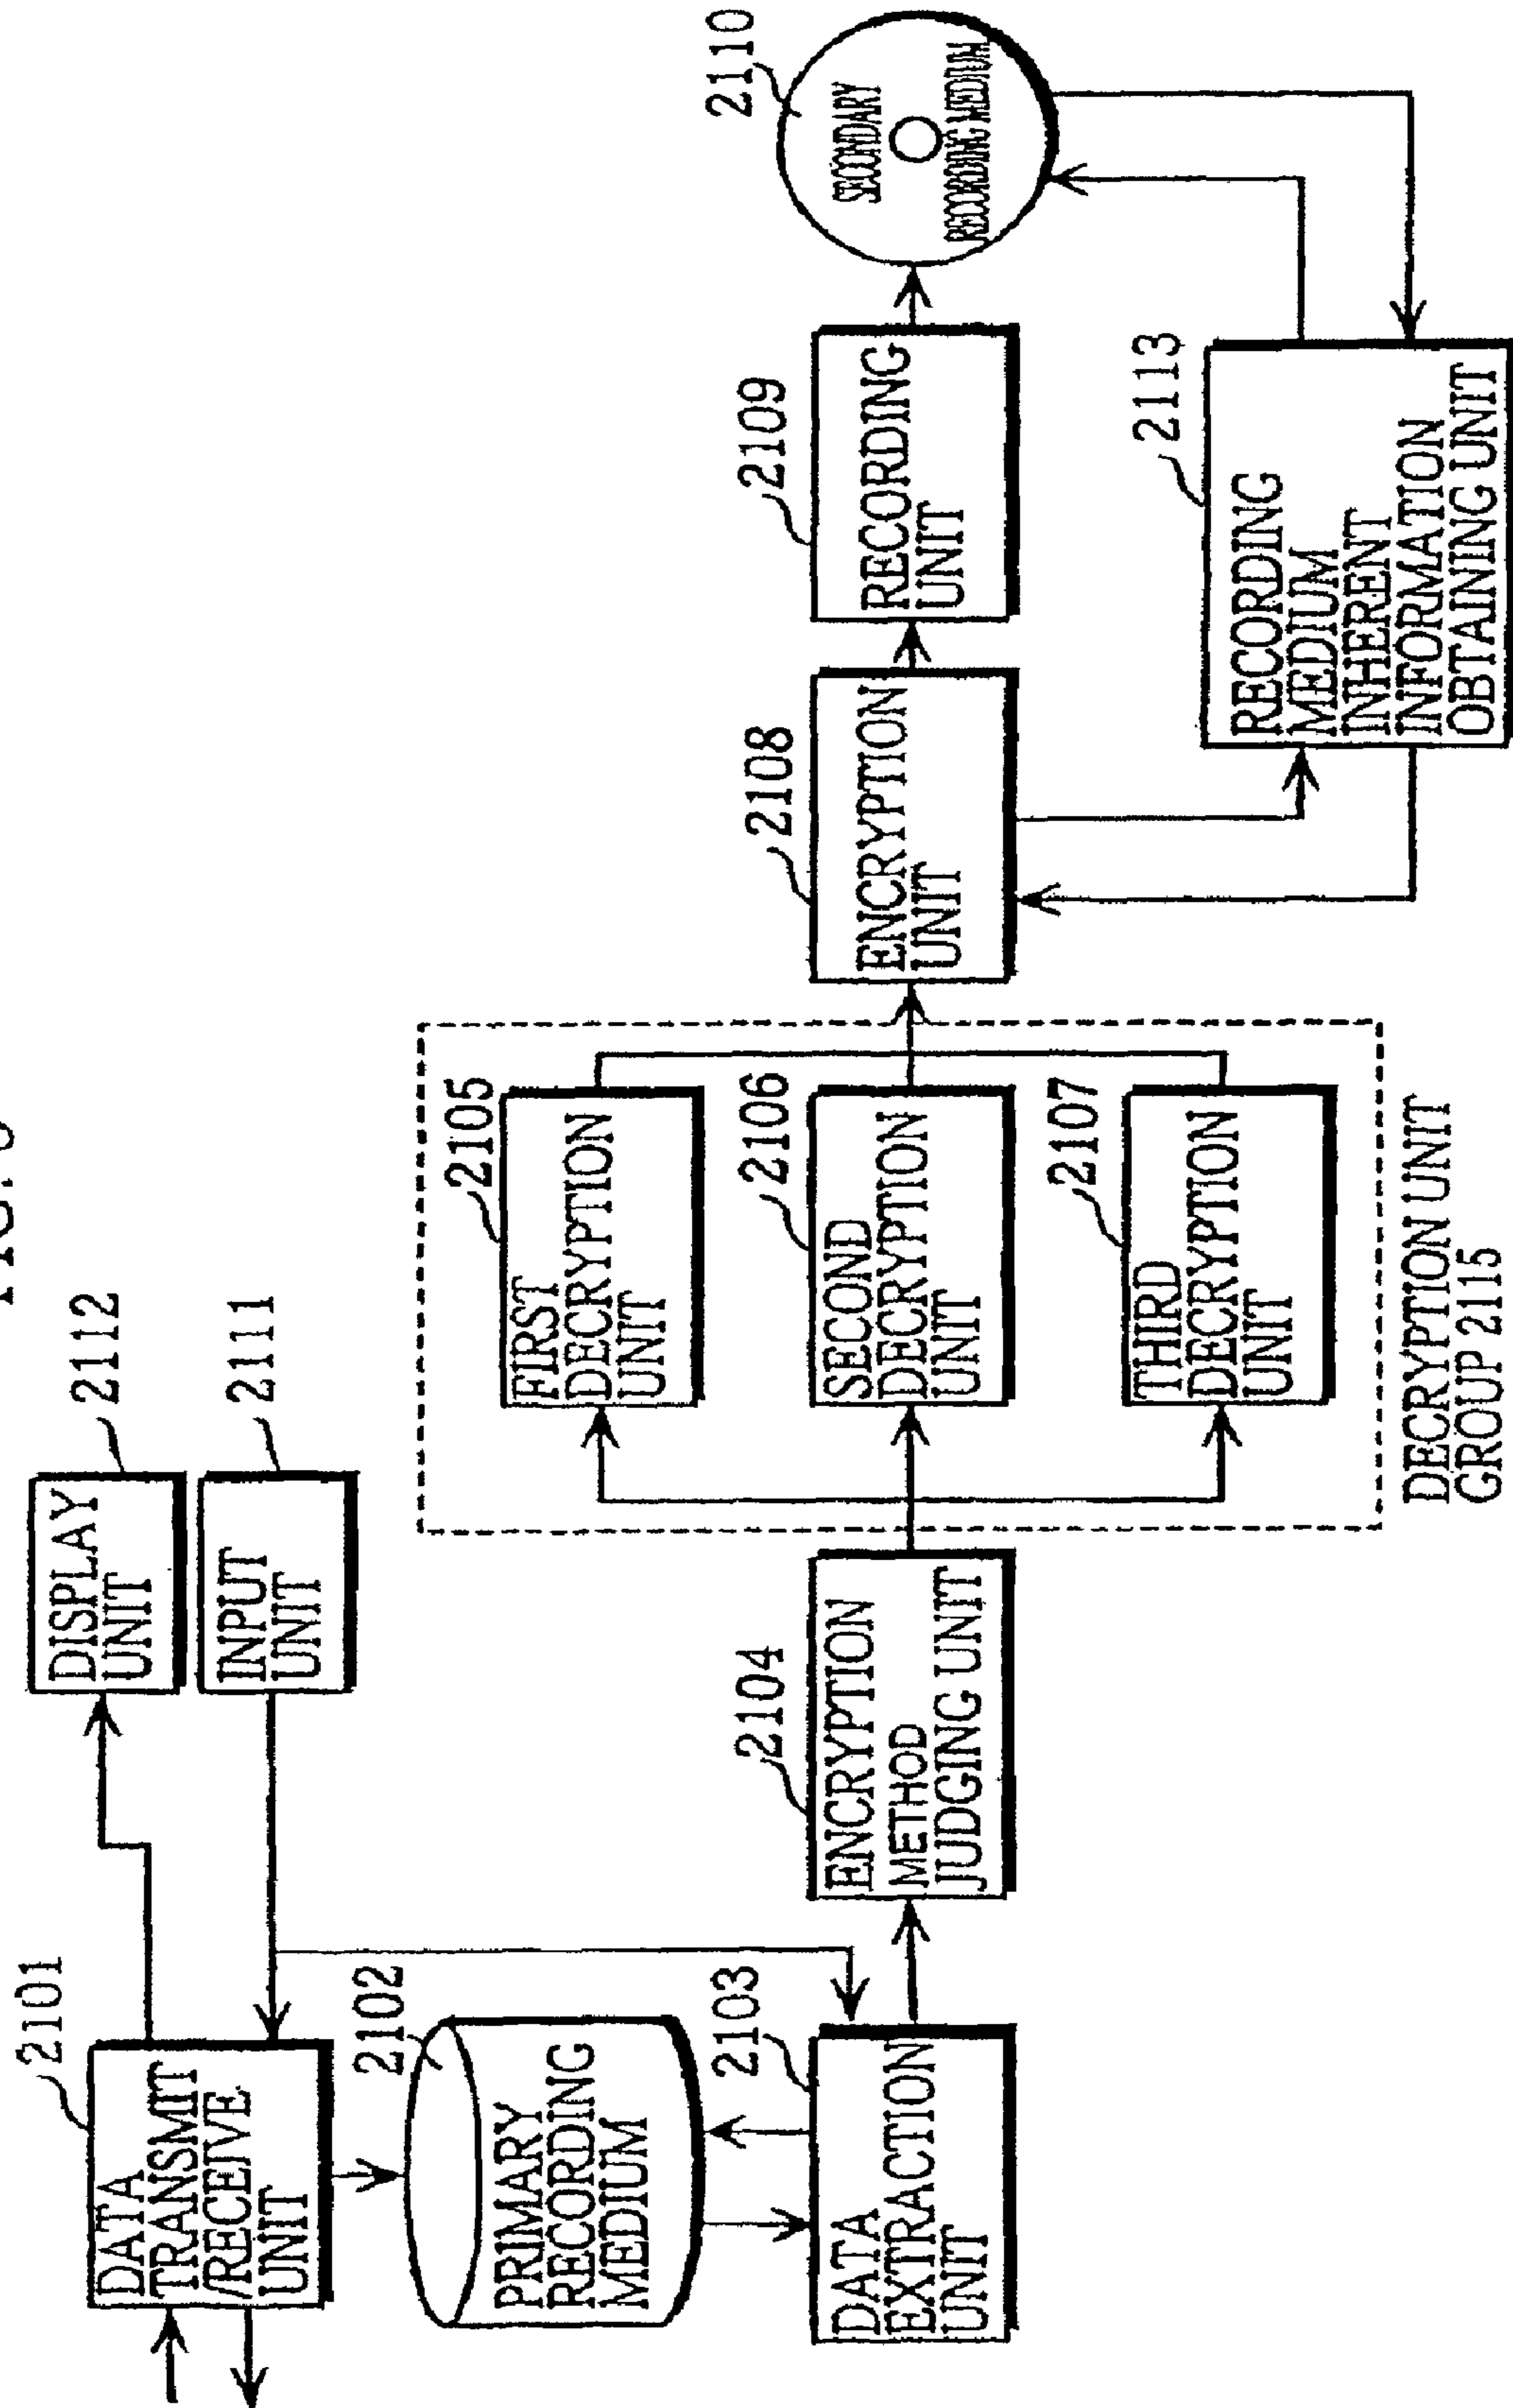 2101
DATA
TRANSMIT
/RECEIVE
UNIT
2112
DISPLAY
UNIT
2111
INPUT
UNIT
2102
PRIMARY
RECORDING
MEDIUM
2103
DATA
EXTRACTION
UNIT
2104
ENCRYPTION
METHOD
JUDGING UNIT
2105
FIRST
DECRYPTION
UNIT
2106
SECOND
DECRYPTION
UNIT
2107
THIRD
DECRYPTION
UNIT
DECRYPTION UNIT
GROUP 2115
2108
ENCRYPTION
UNIT
2109
RECORDING
UNIT
2110
SECONDARY
RECORDING MEDIUM
2113
RECORDING
MEDIUM
INHERENT
INFORMATION
OBTAINING UNIT